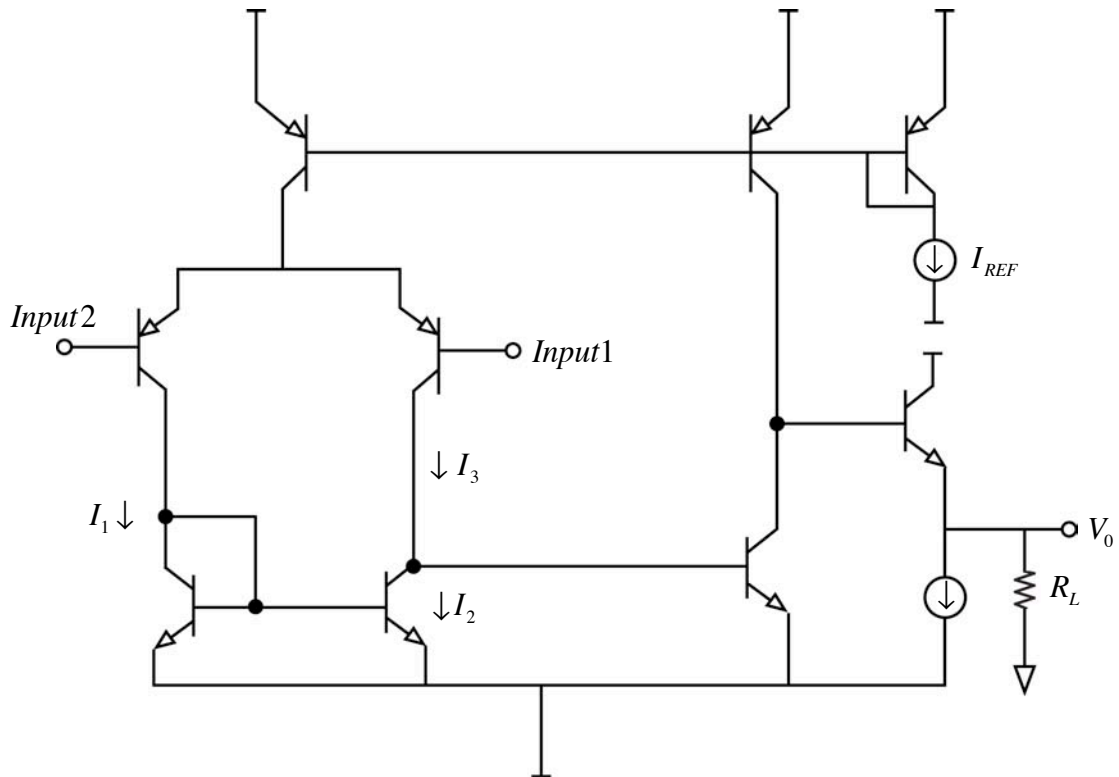 I_REF
Input2
Input1
↓ I_3
I_1 ↓
V_0
↓ I_2
R_L